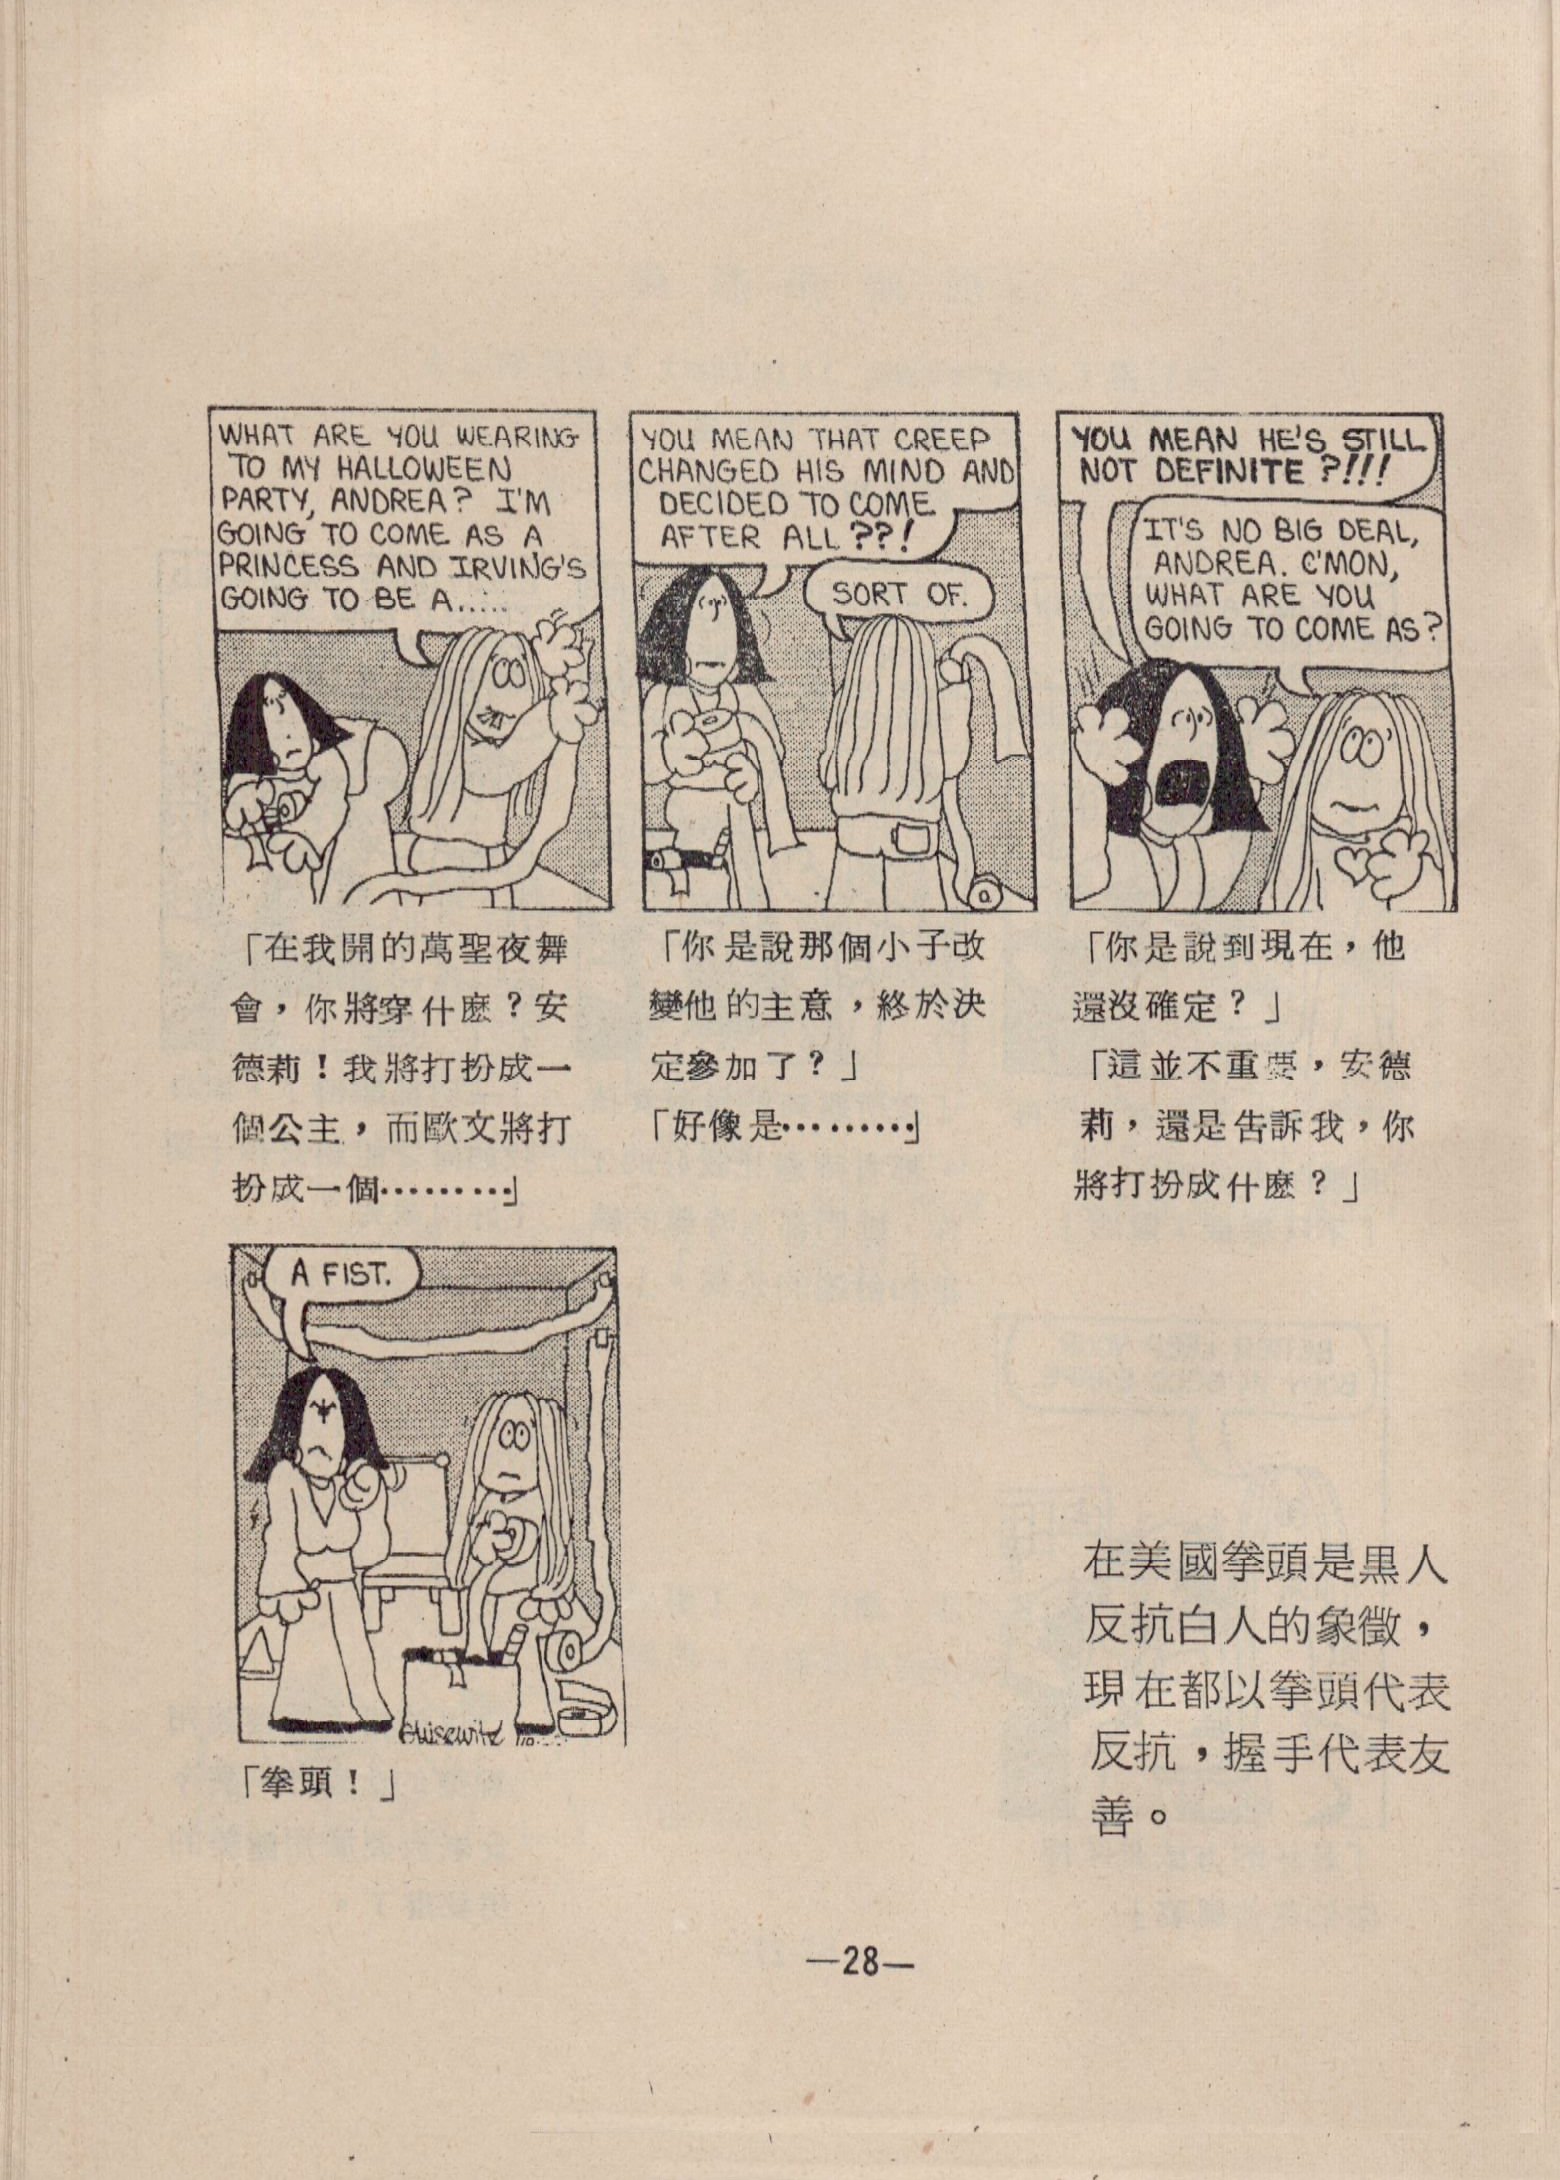 WHAT ARE YOU WEARING
TO MY HALLOWEEN
PARTY, ANDREA? I'M
GOING TO COME AS A
PRINCESS AND IRVING'S
GOING TO BE A.....
YOU MEAN THAT CREEP
CHANGED HIS MIND AND
DECIDED TO COME
AFTER ALL ??!
SORT OF.
YOU MEAN HE'S STILL
NOT DEFINITE ?!!!
IT'S NO BIG DEAL,
ANDREA. C'MON,
WHAT ARE YOU
GOING TO COME AS?
「在我開的萬聖夜舞
會，你將穿什麼？安
德莉！我將打扮成一
個公主，而歐文將打
扮成一個………」
「你是說那個小子改
變他的主意，終於決
定參加了？」
「好像是………」
「你是說到現在，他
還沒確定？」
「這並不重要，安德
莉，還是告訴我，你
將打扮成什麼？」
A FIST.
Guisewite
「拳頭！」
在美國拳頭是黑人
反抗白人的象徵，
現在都以拳頭代表
反抗，握手代表友
善。
—28—